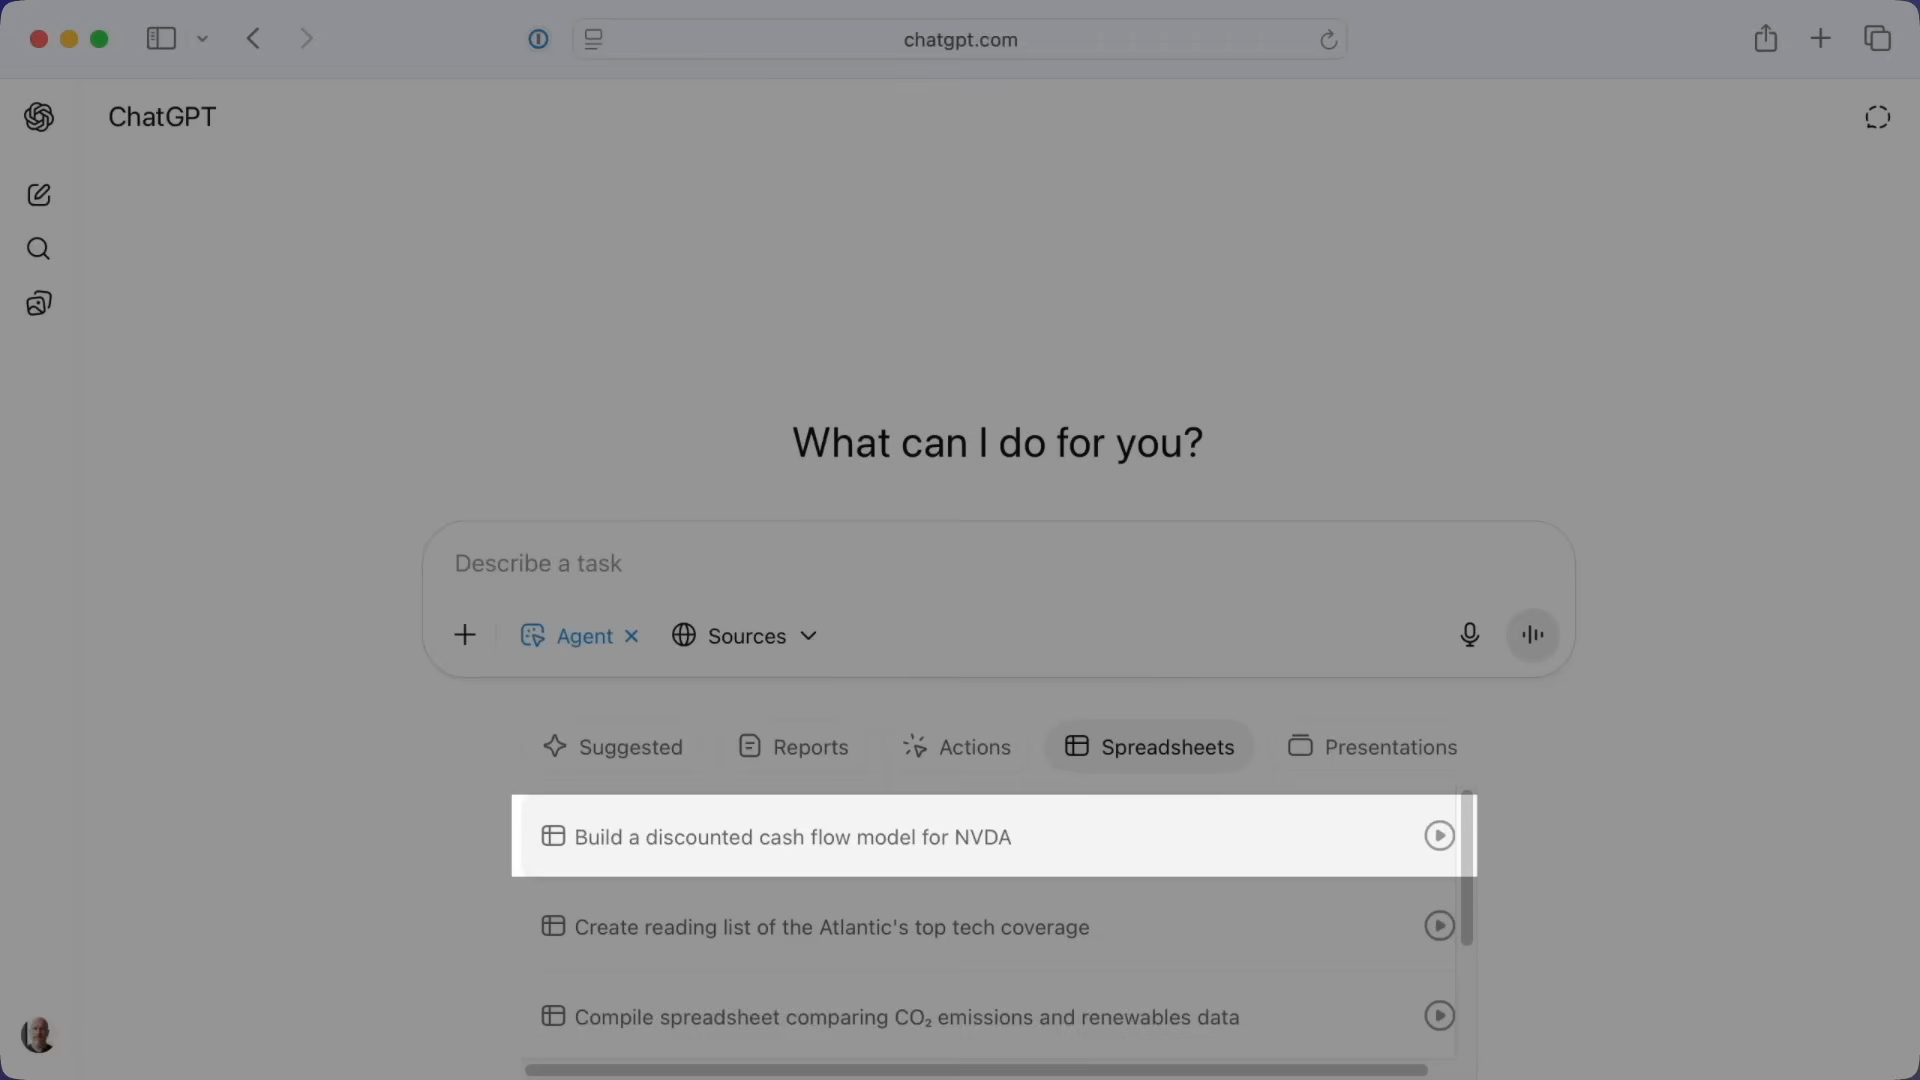 chatgpt.com
ChatGPT
What can I do for you?
Describe a task
Agent Sources
Suggested Reports Actions Spreadsheets Presentations
Build a discounted cash flow model for NVDA
Create reading list of the Atlantic's top tech coverage
Compile spreadsheet comparing CO₂ emissions and renewables data